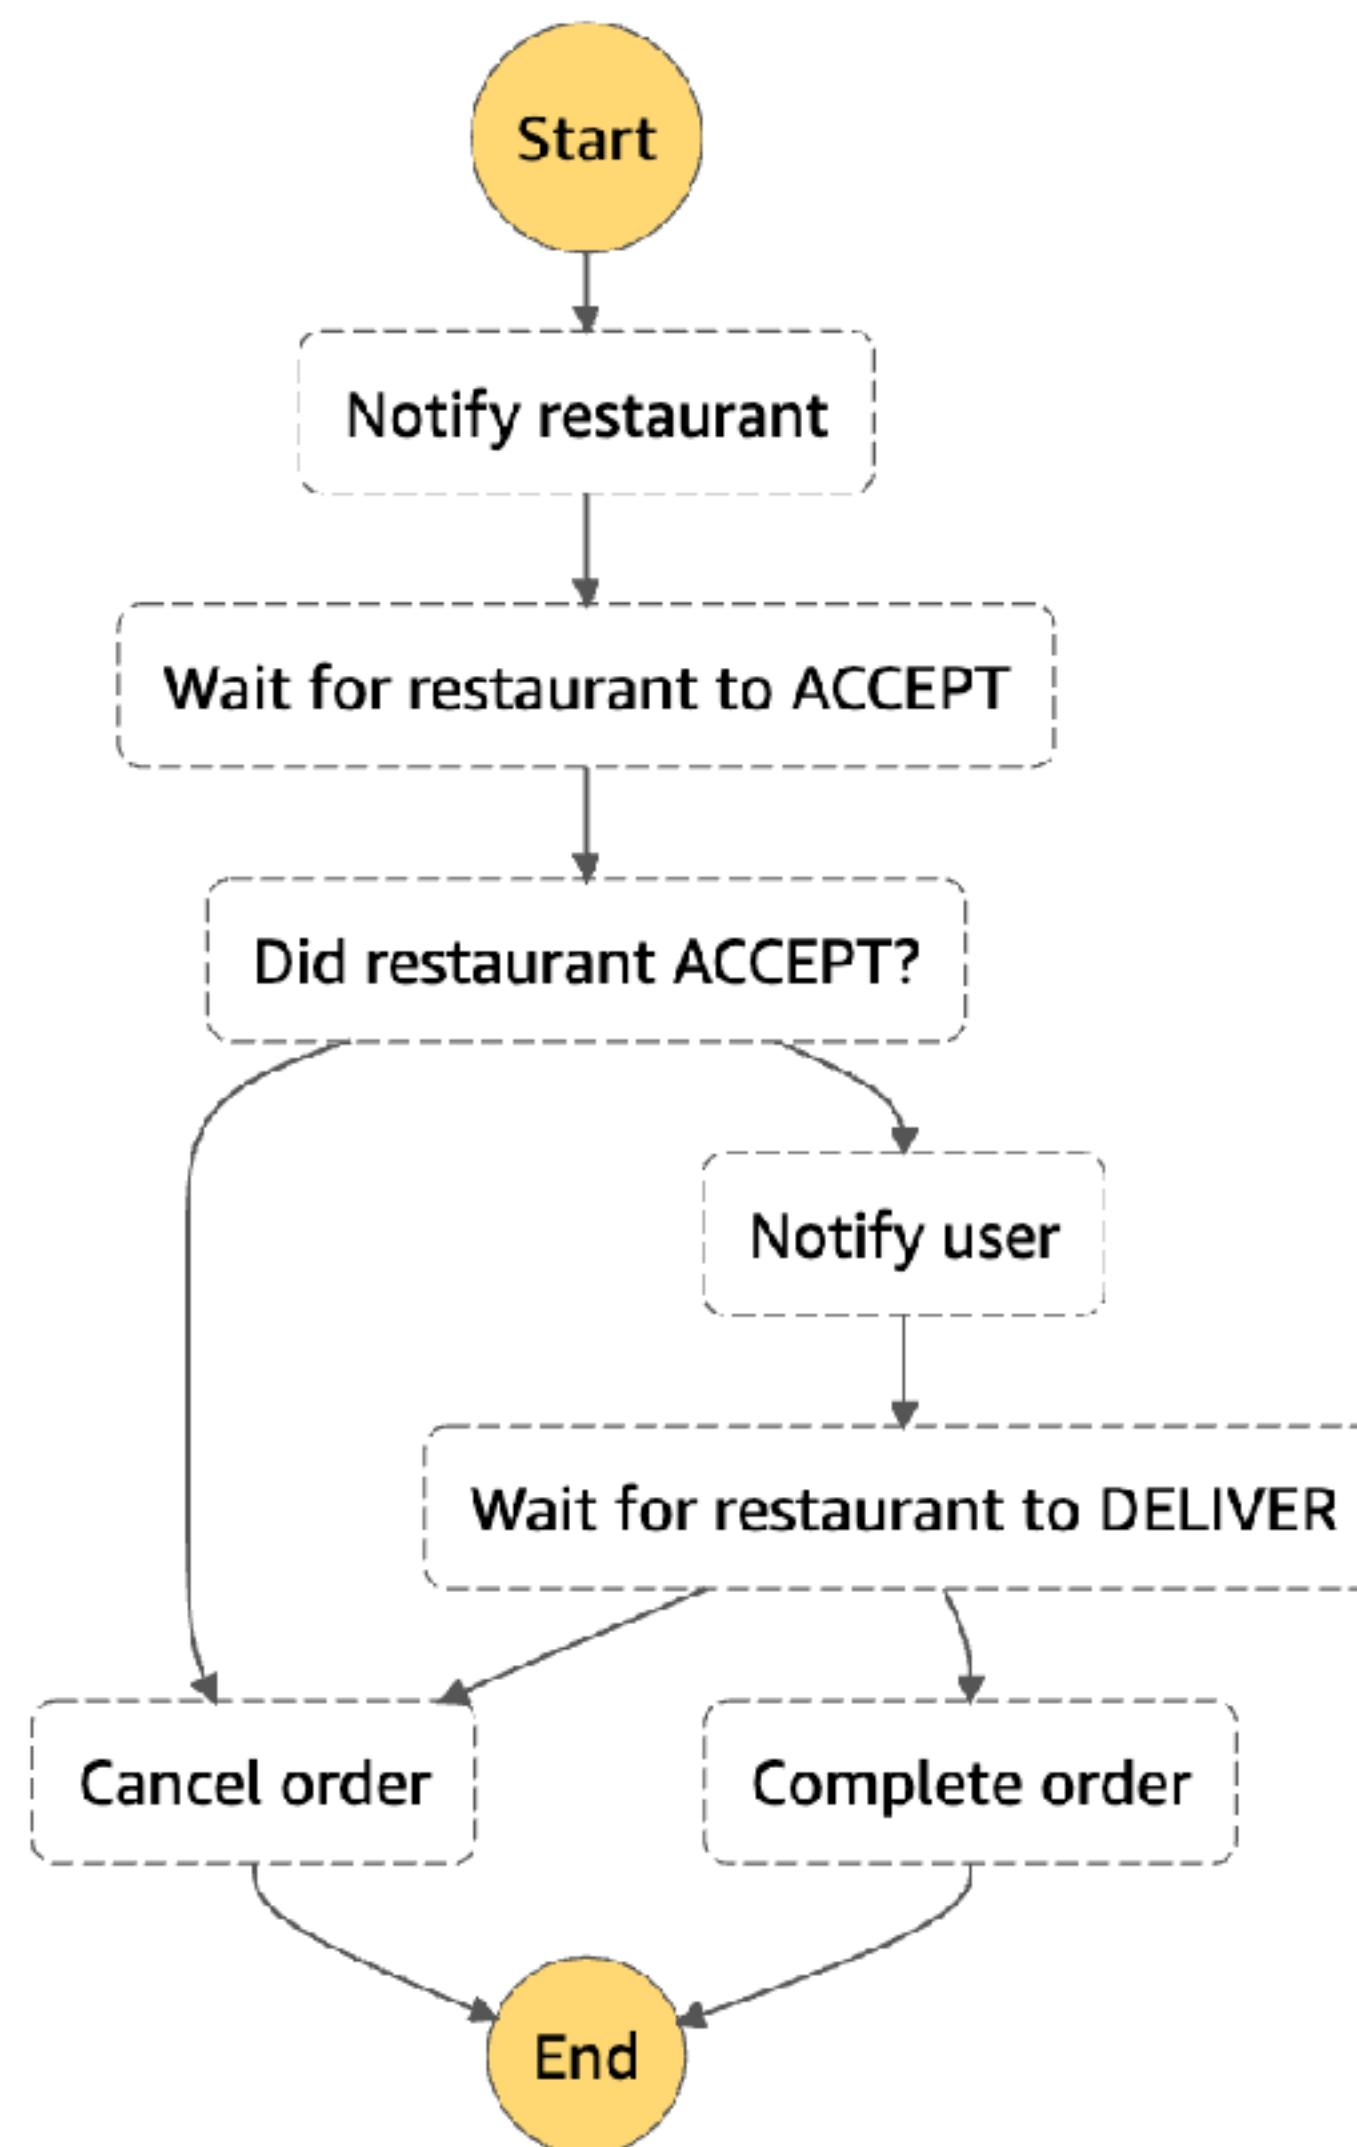 Start
Notify restaurant
Wait for restaurant to ACCEPT
Did restaurant ACCEPT?
Notify user
Wait for restaurant to DELIVER
Cancel order
Complete order
End